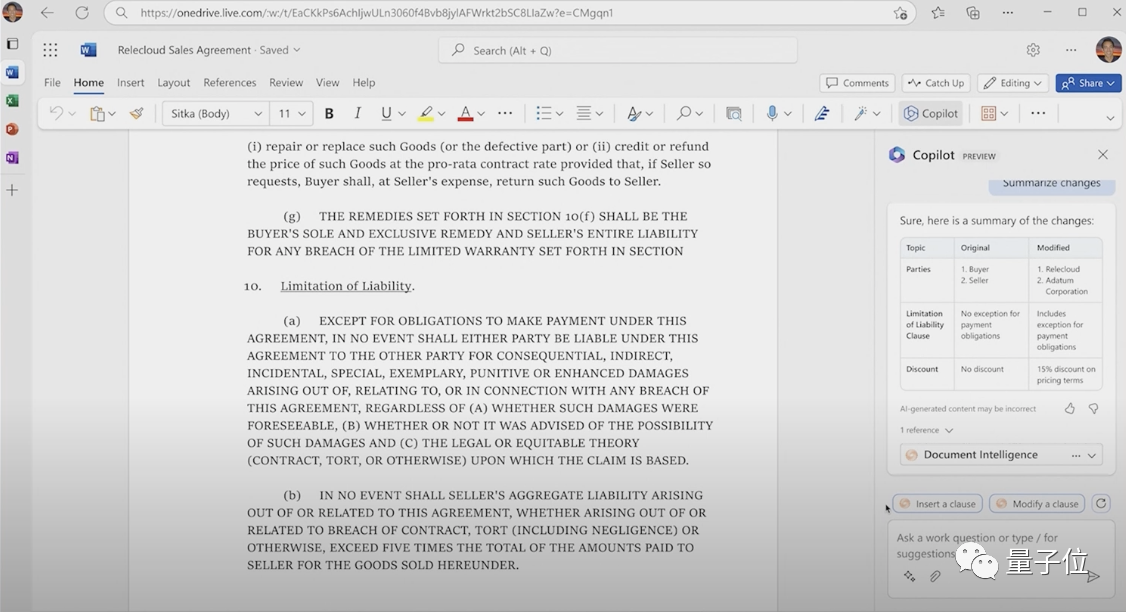 https://onedrive.live.com/:w:/t/EaCKkPs6AchIjwULn3060f48vb8jylAFWrkt2bSC8LIaZw?e=CMgqn1
Relecloud Sales Agreement · Saved
Search (Alt + Q)
File Home Insert Layout References Review View Help
Comments Catch Up Editing Share
Sitka (Body) 11 B I U A A Copilot
(i) repair or replace such Goods (or the defective part) or (ii) credit or refund
the price of such Goods at the pro-rata contract rate provided that, if Seller so
requests, Buyer shall, at Seller's expense, return such Goods to Seller.
(g) THE REMEDIES SET FORTH IN SECTION 10(f) SHALL BE THE
BUYER'S SOLE AND EXCLUSIVE REMEDY AND SELLER'S ENTIRE LIABILITY
FOR ANY BREACH OF THE LIMITED WARRANTY SET FORTH IN SECTION
10. Limitation of Liability.
(a) EXCEPT FOR OBLIGATIONS TO MAKE PAYMENT UNDER THIS
AGREEMENT, IN NO EVENT SHALL EITHER PARTY BE LIABLE UNDER THIS
AGREEMENT TO THE OTHER PARTY FOR CONSEQUENTIAL, INDIRECT,
INCIDENTAL, SPECIAL, EXEMPLARY, PUNITIVE OR ENHANCED DAMAGES
ARISING OUT OF, RELATING TO, OR IN CONNECTION WITH ANY BREACH OF
THIS AGREEMENT, REGARDLESS OF (A) WHETHER SUCH DAMAGES WERE
FORESEEABLE, (B) WHETHER OR NOT IT WAS ADVISED OF THE POSSIBILITY
OF SUCH DAMAGES AND (C) THE LEGAL OR EQUITABLE THEORY
(CONTRACT, TORT, OR OTHERWISE) UPON WHICH THE CLAIM IS BASED.
(b) IN NO EVENT SHALL SELLER'S AGGREGATE LIABILITY ARISING
OUT OF OR RELATED TO THIS AGREEMENT, WHETHER ARISING OUT OF OR
RELATED TO BREACH OF CONTRACT, TORT (INCLUDING NEGLIGENCE) OR
OTHERWISE, EXCEED FIVE TIMES THE TOTAL OF THE AMOUNTS PAID TO
SELLER FOR THE GOODS SOLD HEREUNDER.
Copilot PREVIEW
Summarize changes
Sure, here is a summary of the changes:
Topic Original Modified
Parties 1. Buyer 1. Relecloud
2. Seller 2. Adatum
Corporation
Limitation No exception for Includes
of Liability payment exception for
Clause obligations payment
obligations
Discount No discount 15% discount on
pricing terms
AI-generated content may be incorrect
1 reference
Document Intelligence
Insert a clause Modify a clause
Ask a work question or type / for
suggestions
量子位